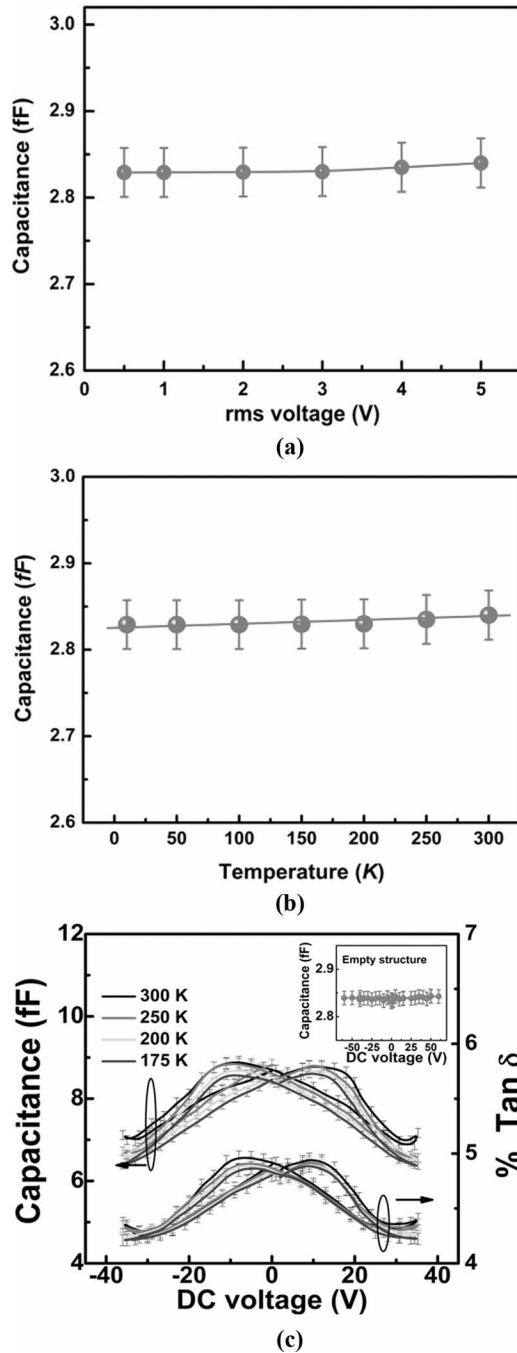 3.0
2.9
2.8
2.7
2.6
Capacitance (fF)
0 1 2 3 4 5
rms voltage (V)
(a)
3.0
2.9
2.8
2.7
2.6
Capacitance (fF)
0 50 100 150 200 250 300
Temperature (K)
(b)
12
10
8
6
4
Capacitance (fF)
300 K
250 K
200 K
175 K
Capacitance (fF)
2.9
2.8
Empty structure
-50 -25 0 25 50
DC voltage (V)
7
6
5
4
% Tan δ
-40 -20 0 20 40
DC voltage (V)
(c)